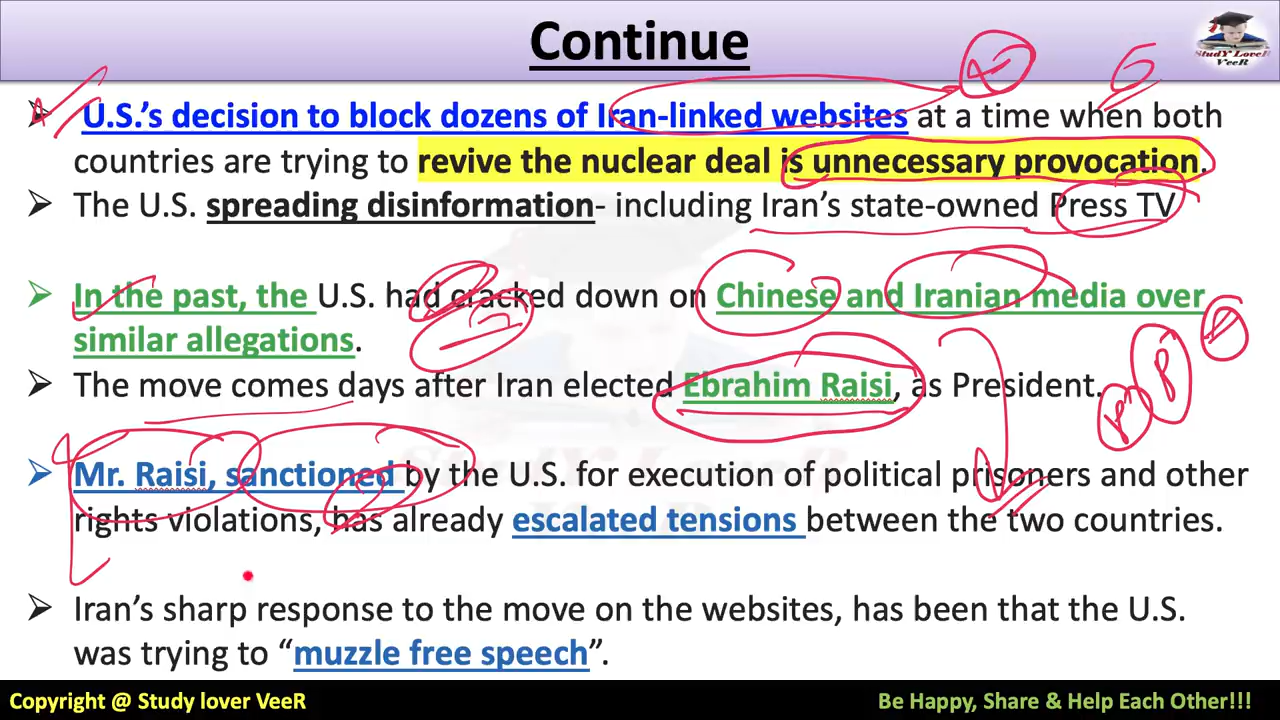 Continue
StudY LoveR
VeeR
➢ U.S.’s decision to block dozens of Iran-linked websites at a time when both
countries are trying to revive the nuclear deal is unnecessary provocation.
➢ The U.S. spreading disinformation- including Iran’s state-owned Press TV
➢ In the past, the U.S. had cracked down on Chinese and Iranian media over
similar allegations.
➢ The move comes days after Iran elected Ebrahim Raisi, as President.
➢ Mr. Raisi, sanctioned by the U.S. for execution of political prisoners and other
rights violations, has already escalated tensions between the two countries.
➢ Iran’s sharp response to the move on the websites, has been that the U.S.
was trying to “muzzle free speech”.
Copyright @ Study lover VeeR
Be Happy, Share & Help Each Other!!!